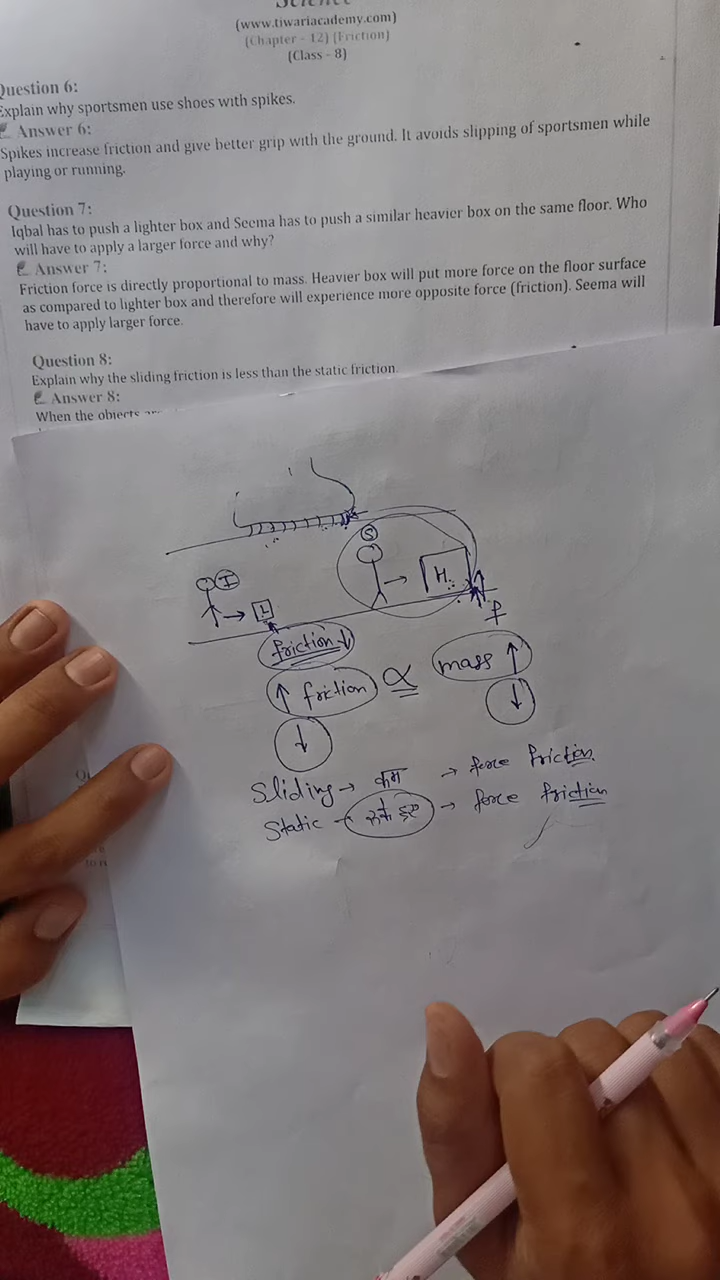 Science
(www.tiwariacademy.com)
(Chapter - 12) (Friction)
(Class - 8)
Question 6:
Explain why sportsmen use shoes with spikes.
Answer 6:
Spikes increase friction and give better grip with the ground. It avoids slipping of sportsmen while
playing or running.
Question 7:
Iqbal has to push a lighter box and Seema has to push a similar heavier box on the same floor. Who
will have to apply a larger force and why?
Answer 7:
Friction force is directly proportional to mass. Heavier box will put more force on the floor surface
as compared to lighter box and therefore will experience more opposite force (friction). Seema will
have to apply larger force.
Question 8:
Explain why the sliding friction is less than the static friction.
Answer 8:
When the objects
S
I → L
→ H
f
friction ↓
↑ friction ∝ mass ↑
↓ ↓
Sliding → कम → force friction
Static → → force friction